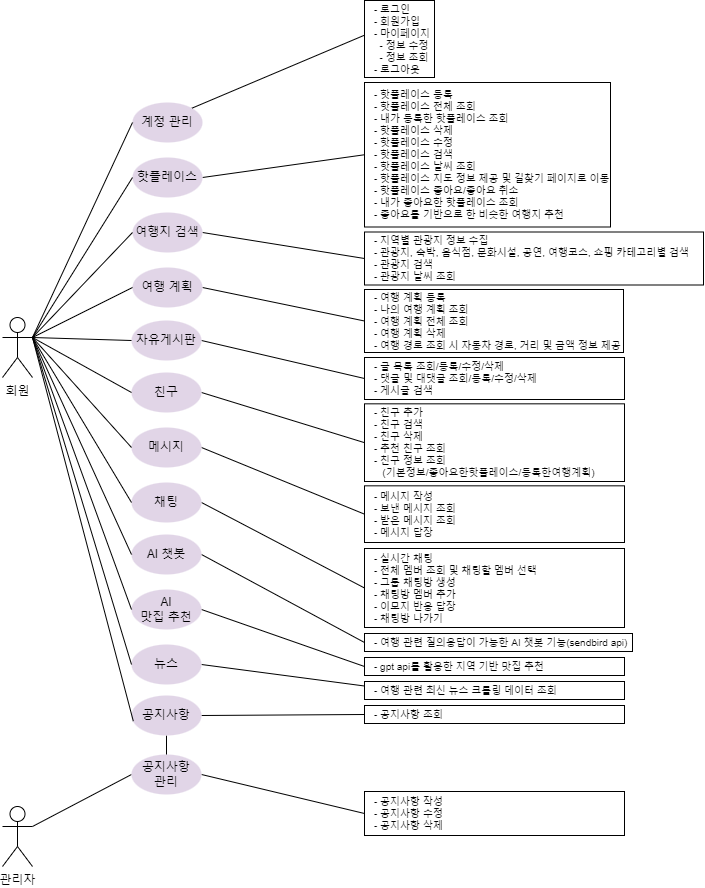 - 로그인
- 회원가입
- 마이페이지
- 정보 수정
- 정보 조회
- 로그아웃
계정 관리
- 핫플레이스 등록
- 핫플레이스 전체 조회
- 내가 등록한 핫플레이스 조회
- 핫플레이스 삭제
- 핫플레이스 수정
- 핫플레이스 검색
- 핫플레이스 날씨 조회
- 핫플레이스 지도 정보 제공 및 길찾기 페이지로 이동
- 핫플레이스 좋아요/좋아요 취소
- 내가 좋아요한 핫플레이스 조회
- 좋아요를 기반으로 한 비슷한 여행지 추천
핫플레이스
여행지 검색
- 지역별 관광지 정보 수집
- 관광지, 숙박, 음식점, 문화시설, 공연, 여행코스, 쇼핑 카테고리별 검색
- 관광지 검색
- 관광지 날씨 조회
여행 계획
- 여행 계획 등록
- 나의 여행 계획 조회
- 여행 계획 전체 조회
- 여행 계획 삭제
- 여행 경로 조회 시 자동차 경로, 거리 및 금액 정보 제공
자유게시판
- 글 목록 조회/등록/수정/삭제
- 댓글 및 대댓글 조회/등록/수정/삭제
- 게시글 검색
회원
친구
- 친구 추가
- 친구 검색
- 친구 삭제
- 추천 친구 조회
- 친구 정보 조회
(기본정보/좋아요한핫플레이스/등록한여행계획)
메시지
- 메시지 작성
- 보낸 메시지 조회
- 받은 메시지 조회
- 메시지 답장
채팅
- 실시간 채팅
- 전체 멤버 조회 및 채팅할 멤버 선택
- 그룹 채팅방 생성
- 채팅방 멤버 추가
- 이모지 반응 답장
- 채팅방 나가기
AI 챗봇
- 여행 관련 질의응답이 가능한 AI 챗봇 기능(sendbird api)
AI
맛집 추천
- gpt api를 활용한 지역 기반 맛집 추천
뉴스
- 여행 관련 최신 뉴스 크롤링 데이터 조회
공지사항
- 공지사항 조회
공지사항
관리
- 공지사항 작성
- 공지사항 수정
- 공지사항 삭제
관리자